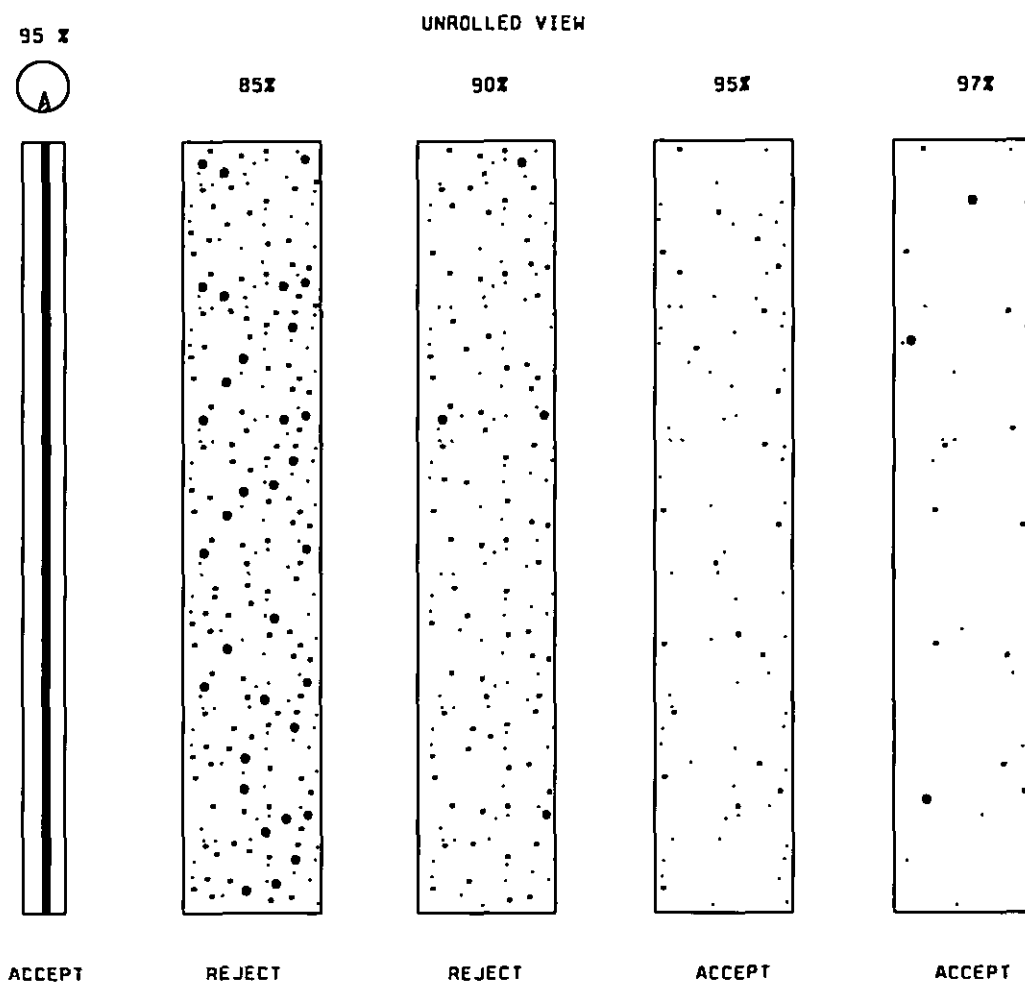 UNROLLED VIEW
95 %
85%
90%
95%
97%
ACCEPT
REJECT
REJECT
ACCEPT
ACCEPT